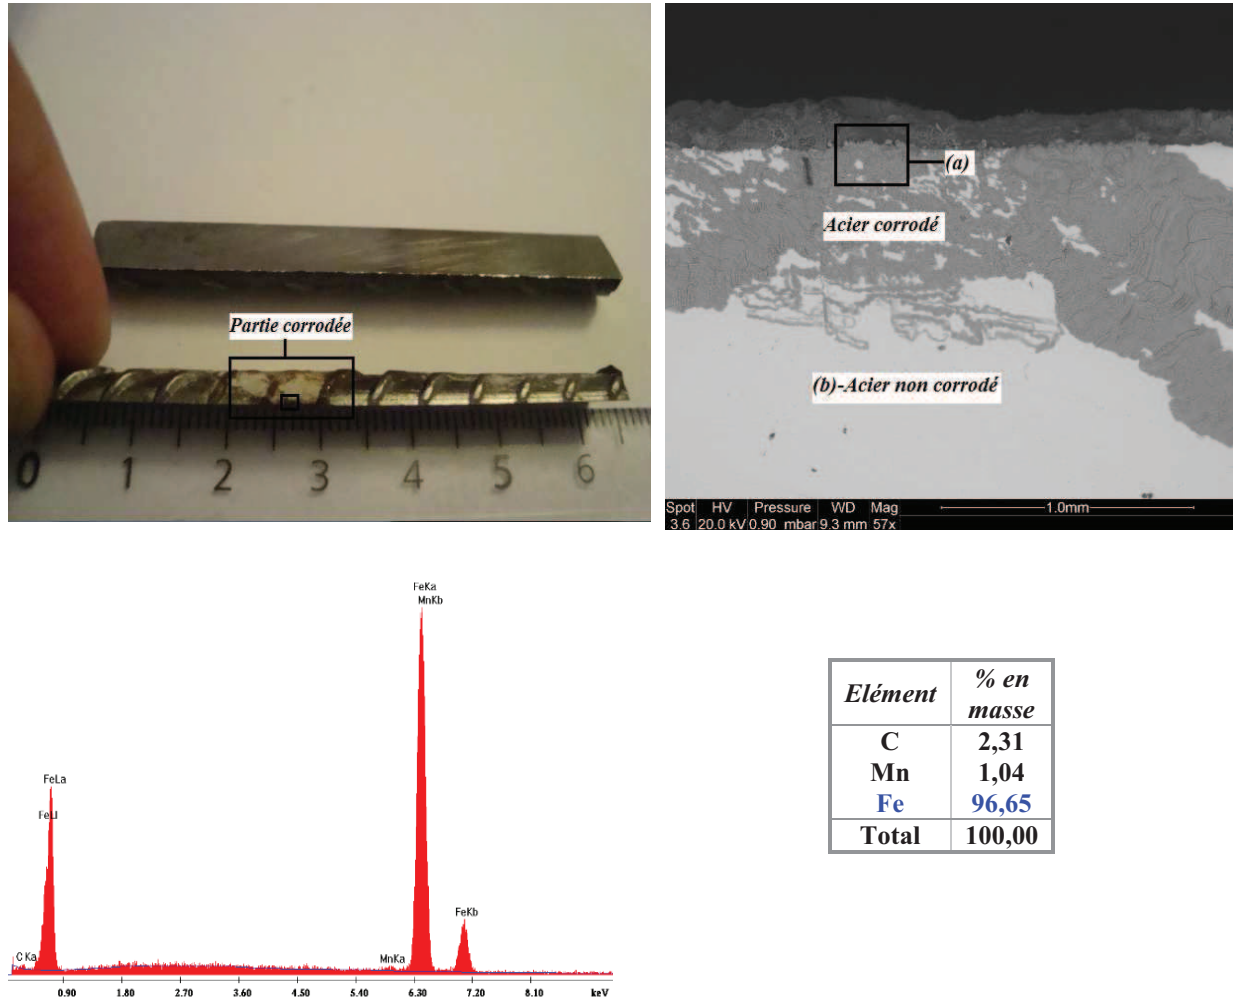 Partie corrodée
0 1 2 3 4 5 6
(a)
Acier corrodé
(b)-Acier non corrodé
Spot HV Pressure WD Mag 1.0mm
3.6 20.0 kV 0.90 mbar 9.3 mm 57x
FeKa
MnKb
FeLa
FeLl
FeKb
C Ka
MnKa
0.90 1.80 2.70 3.60 4.50 5.40 6.30 7.20 8.10 keV
Elément % en masse
C 2,31
Mn 1,04
Fe 96,65
Total 100,00